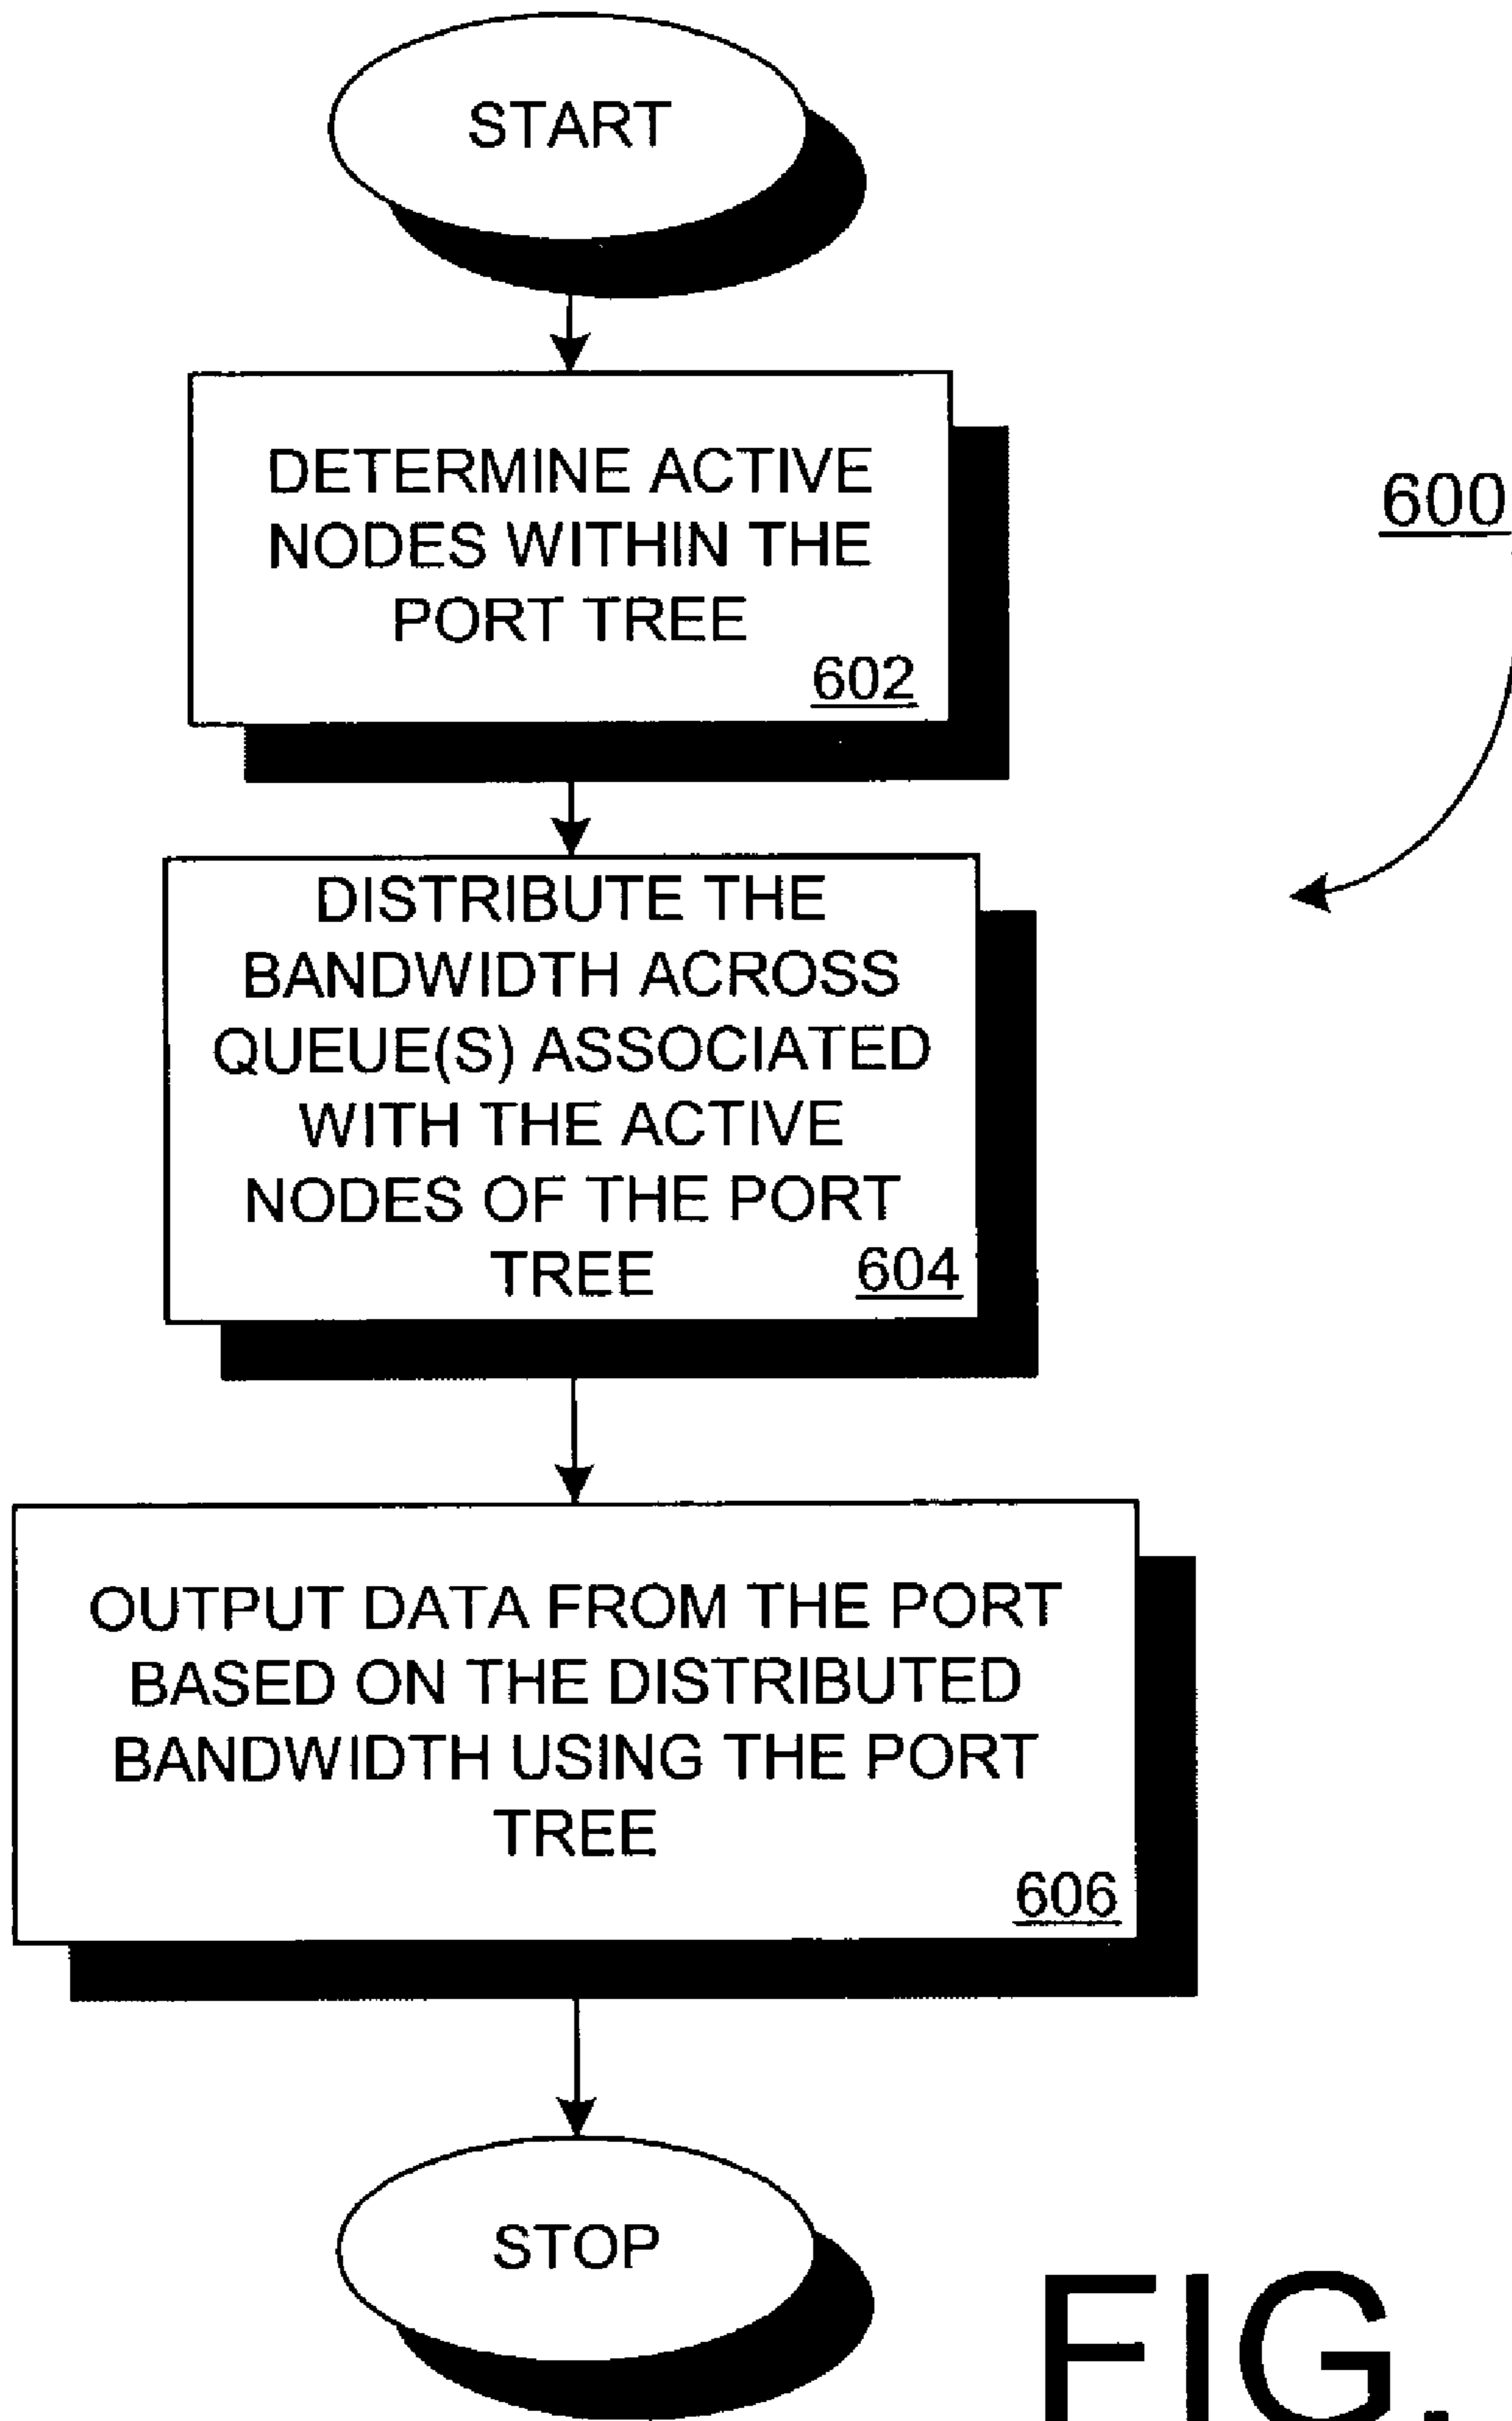 START
DETERMINE ACTIVE
NODES WITHIN THE
PORT TREE
602
600
DISTRIBUTE THE
BANDWIDTH ACROSS
QUEUE(S) ASSOCIATED
WITH THE ACTIVE
NODES OF THE PORT
TREE
604
OUTPUT DATA FROM THE PORT
BASED ON THE DISTRIBUTED
BANDWIDTH USING THE PORT
TREE
606
STOP
FIG.